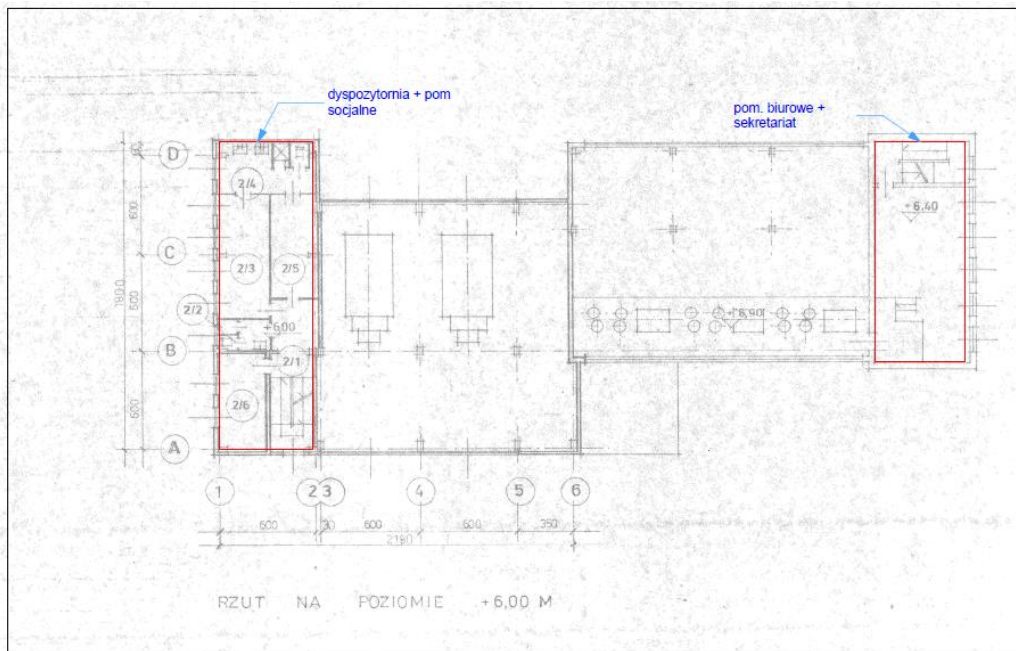 dyspozytornia + pom
socjalne
pom. biurowe +
sekretariat
D
2/4
+6,40
600
C
2/3
2/5
1800
2/2
+6,00
+6,90
B
2/1
600
2/6
A
1
2
3
4
5
6
600
30
600
600
350
2180
RZUT NA POZIOMIE +6,00 M